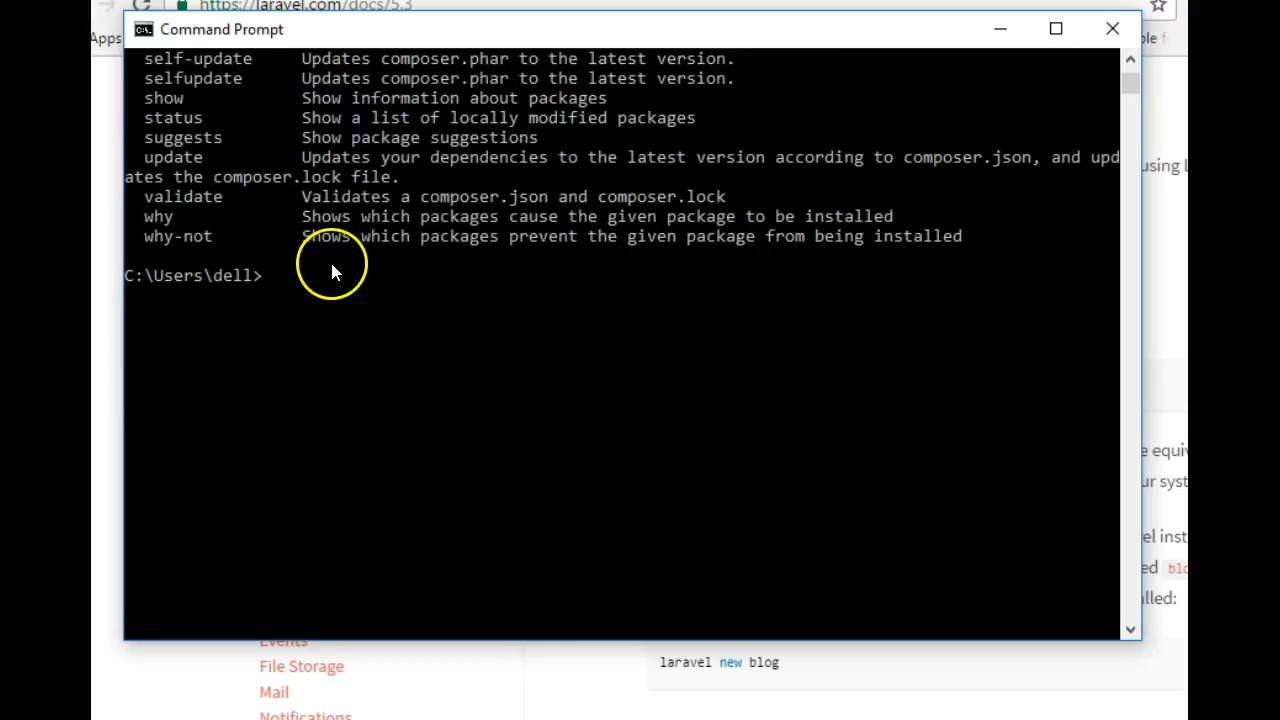 https://laravel.com/docs/5.3
Apps
Command Prompt
self-update Updates composer.phar to the latest version.
selfupdate Updates composer.phar to the latest version.
show Show information about packages
status Show a list of locally modified packages
suggests Show package suggestions
update Updates your dependencies to the latest version according to composer.json, and upd
ates the composer.lock file.
validate Validates a composer.json and composer.lock
why Shows which packages cause the given package to be installed
why-not Shows which packages prevent the given package from being installed
C:\Users\dell>
using L
Events
File Storage
Mail
Notifications
laravel new blog